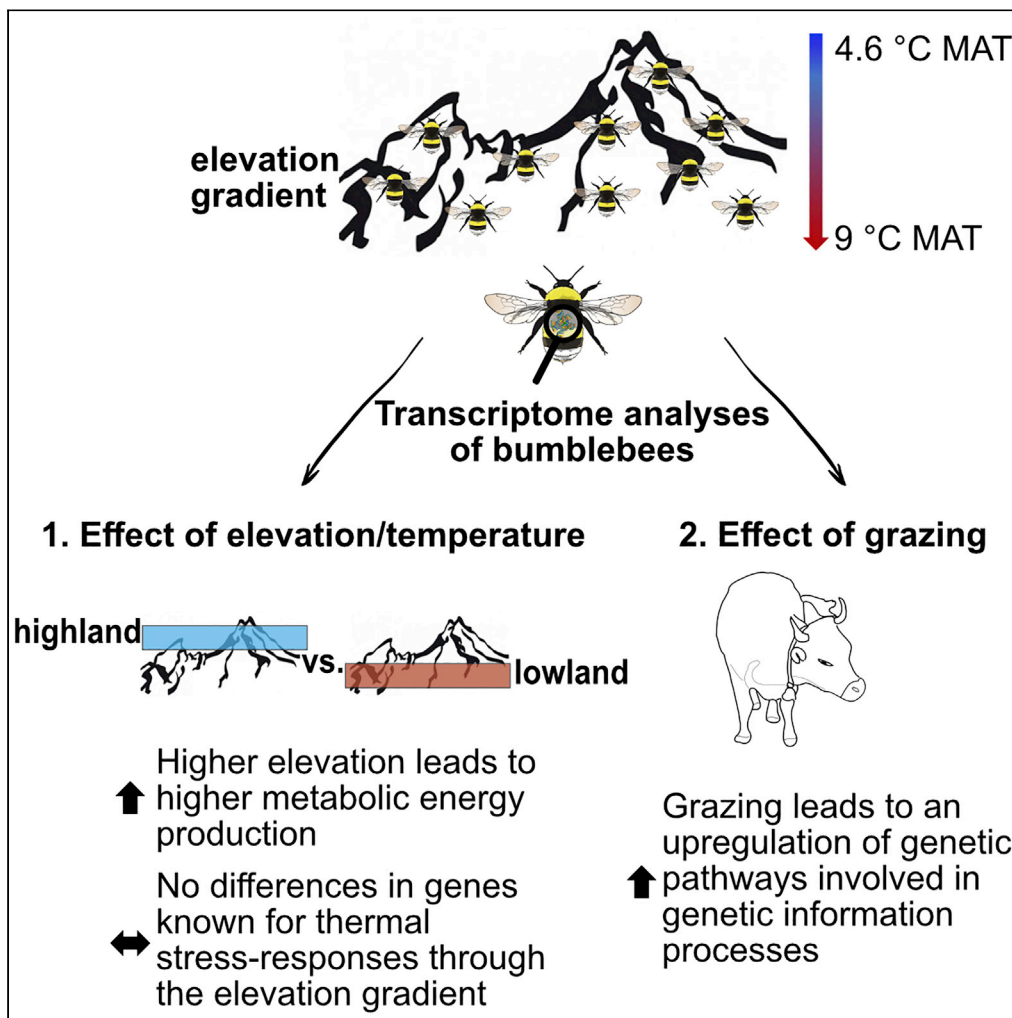 4.6 °C MAT
elevation
gradient
9 °C MAT
Transcriptome analyses
of bumblebees
1. Effect of elevation/temperature
highland
vs.
lowland
Higher elevation leads to
higher metabolic energy
production
No differences in genes
known for thermal
stress-responses through
the elevation gradient
2. Effect of grazing
Grazing leads to an
upregulation of genetic
pathways involved in
genetic information
processes